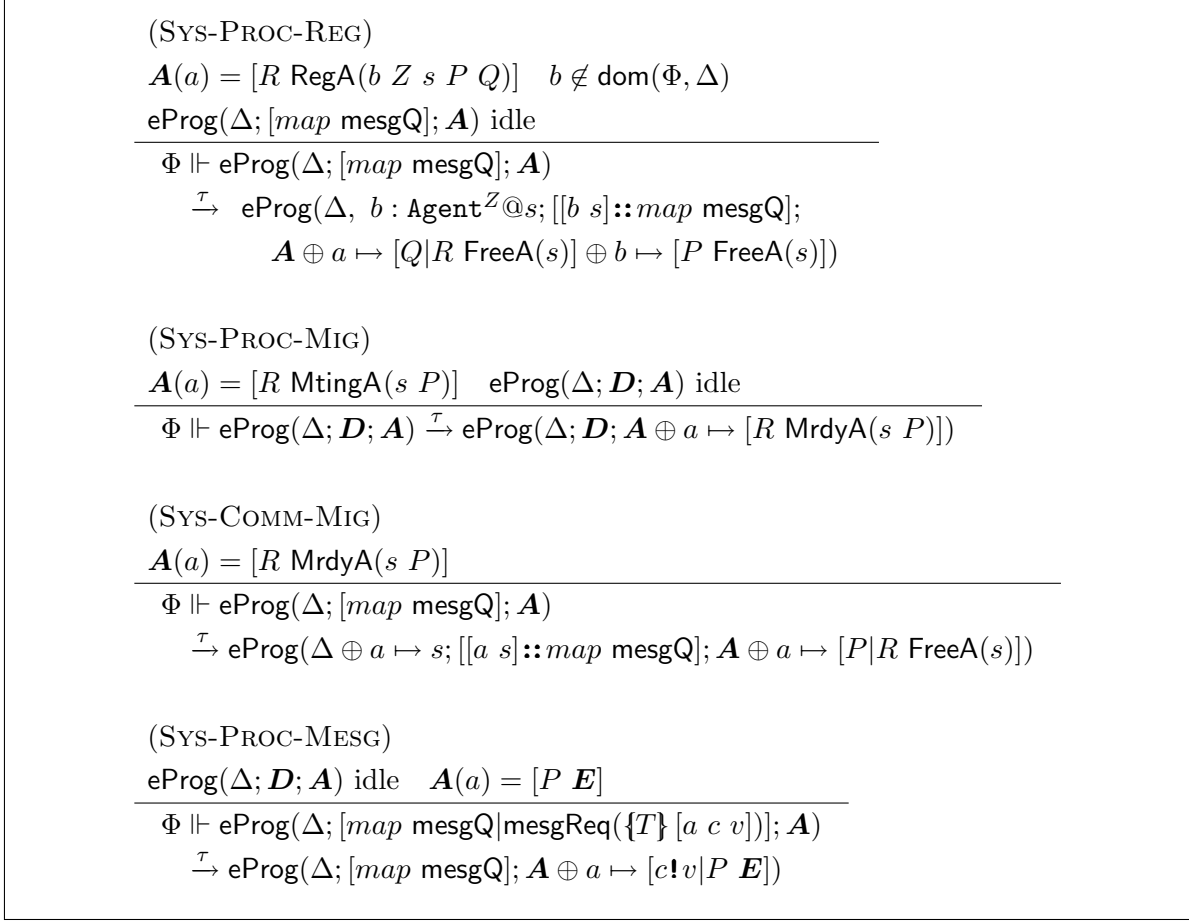 (Sys-Proc-Reg)
A(a) = [R RegA(b Z s P Q)]   b ∉ dom(Φ, Δ)
eProg(Δ; [map mesgQ]; A) idle
Φ ⊩ eProg(Δ; [map mesgQ]; A)
τ→ eProg(Δ, b : Agent^Z@s; [[b s]::map mesgQ];
A ⊕ a ↦ [Q|R FreeA(s)] ⊕ b ↦ [P FreeA(s)])
(Sys-Proc-Mig)
A(a) = [R MtingA(s P)]   eProg(Δ; D; A) idle
Φ ⊩ eProg(Δ; D; A) τ→ eProg(Δ; D; A ⊕ a ↦ [R MrdyA(s P)])
(Sys-Comm-Mig)
A(a) = [R MrdyA(s P)]
Φ ⊩ eProg(Δ; [map mesgQ]; A)
τ→ eProg(Δ ⊕ a ↦ s; [[a s]::map mesgQ]; A ⊕ a ↦ [P|R FreeA(s)])
(Sys-Proc-Mesg)
eProg(Δ; D; A) idle   A(a) = [P E]
Φ ⊩ eProg(Δ; [map mesgQ|mesgReq({T} [a c v])]; A)
τ→ eProg(Δ; [map mesgQ]; A ⊕ a ↦ [c!v|P E])